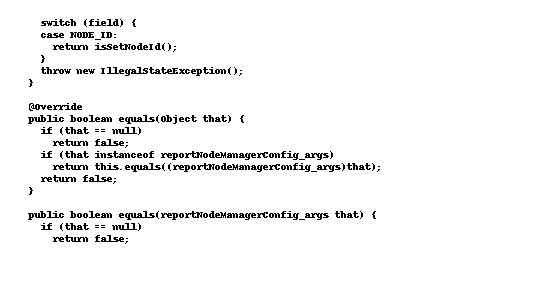 switch (field) {
case NODE_ID:
return isSetNodeId();
}
throw new IllegalStateException();
}
@Override
public boolean equals(Object that) {
if (that == null)
return false;
if (that instanceof reportNodeManagerConfig_args)
return this.equals((reportNodeManagerConfig_args)that);
return false;
}
public boolean equals(reportNodeManagerConfig_args that) {
if (that == null)
return false;